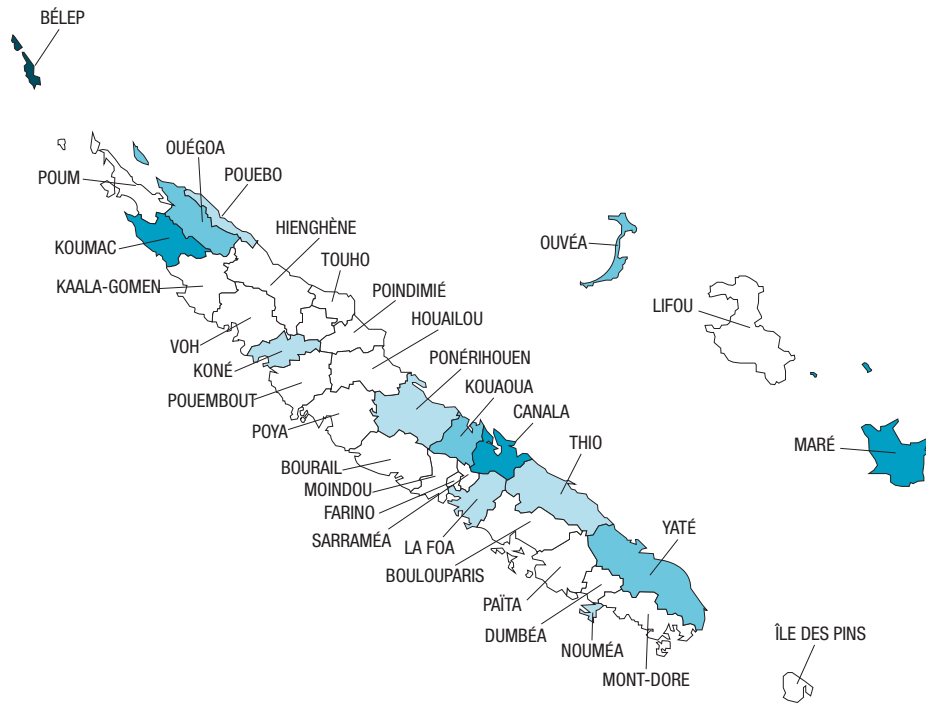 BÉLEP
OUÉGOA
POUEBO
POUM
HIENGHÈNE
KOUMAC
TOUHO
OUVÉA
KAALA-GOMEN
POINDIMIÉ
LIFOU
HOUAILOU
VOH
PONÉRIHOUEN
KONÉ
KOUAOUA
POUEMBOUT
CANALA
POYA
THIO
MARÉ
BOURAIL
MOINDOU
FARINO
SARRAMÉA
LA FOA
YATÉ
BOULOUPARIS
PAÏTA
DUMBÉA
ÎLE DES PINS
NOUMÉA
MONT-DORE